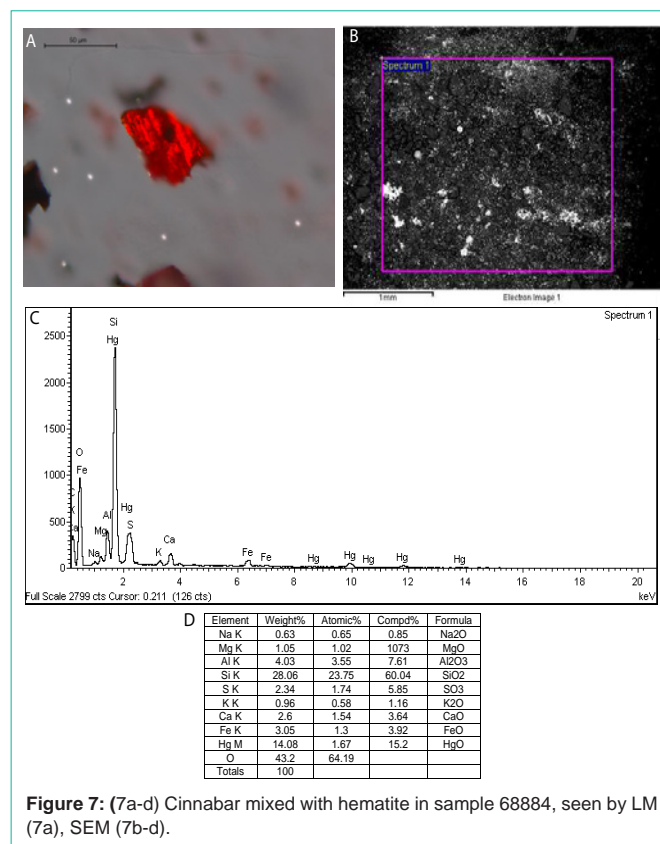 A
50 µm
B
Spectrum 1
1mm Electron Image 1
C
Spectrum 1
Si
Hg
O
Fe
Hg
S
Al
Mg
Na
K
Ca
Fe Fe Hg Hg Hg Hg Hg
2500
2000
1500
1000
500
0
2 4 6 8 10 12 14 16 18 20
Full Scale 2799 cts Cursor: 0.211 (126 cts) keV
D
Element Weight% Atomic% Compd% Formula
Na K 0.63 0.65 0.85 Na2O
Mg K 1.05 1.02 1073 MgO
Al K 4.03 3.55 7.61 Al2O3
Si K 28.06 23.75 60.04 SiO2
S K 2.34 1.74 5.85 SO3
K K 0.96 0.58 1.16 K2O
Ca K 2.6 1.54 3.64 CaO
Fe K 3.05 1.3 3.92 FeO
Hg M 14.08 1.67 15.2 HgO
O 43.2 64.19
Totals 100
Figure 7: (7a-d) Cinnabar mixed with hematite in sample 68884, seen by LM
(7a), SEM (7b-d).